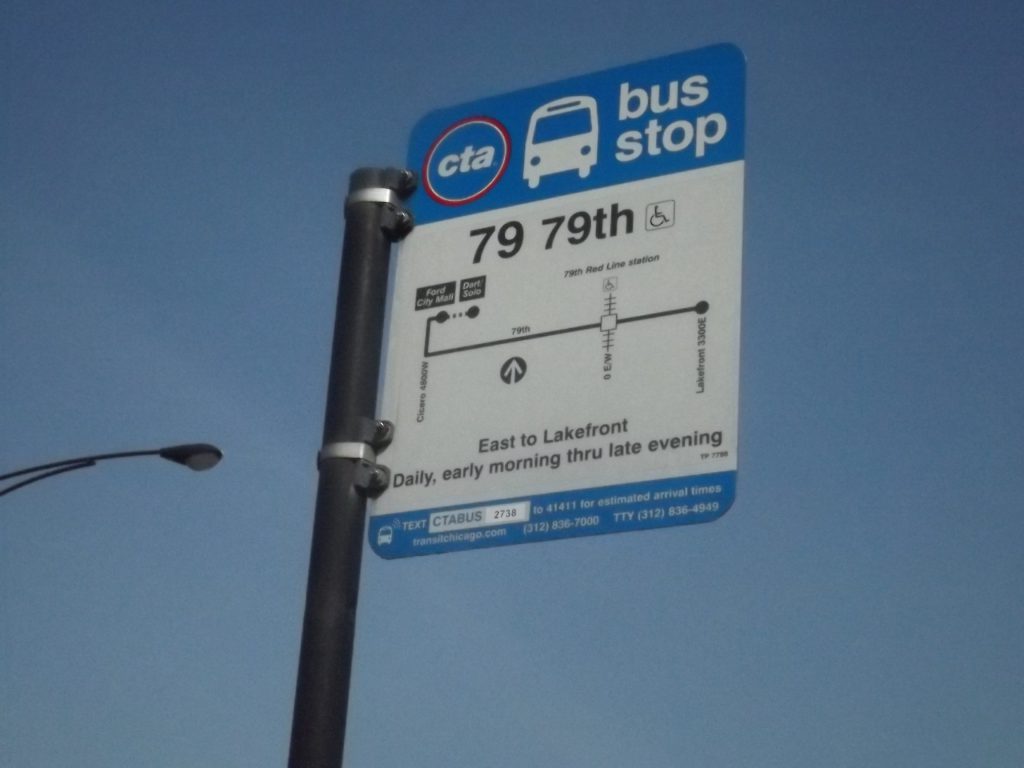 cta
bus
stop
79 79th
79th Red Line station
Ford
City Mall
Dart/
Solo
79th
Cicero 4800W
0 E/W
Lakefront 3300E
East to Lakefront
Daily, early morning thru late evening
TEXT CTABUS 2738 to 41411 for estimated arrival times
transitchicago.com (312) 836-7000 TTY (312) 836-4949